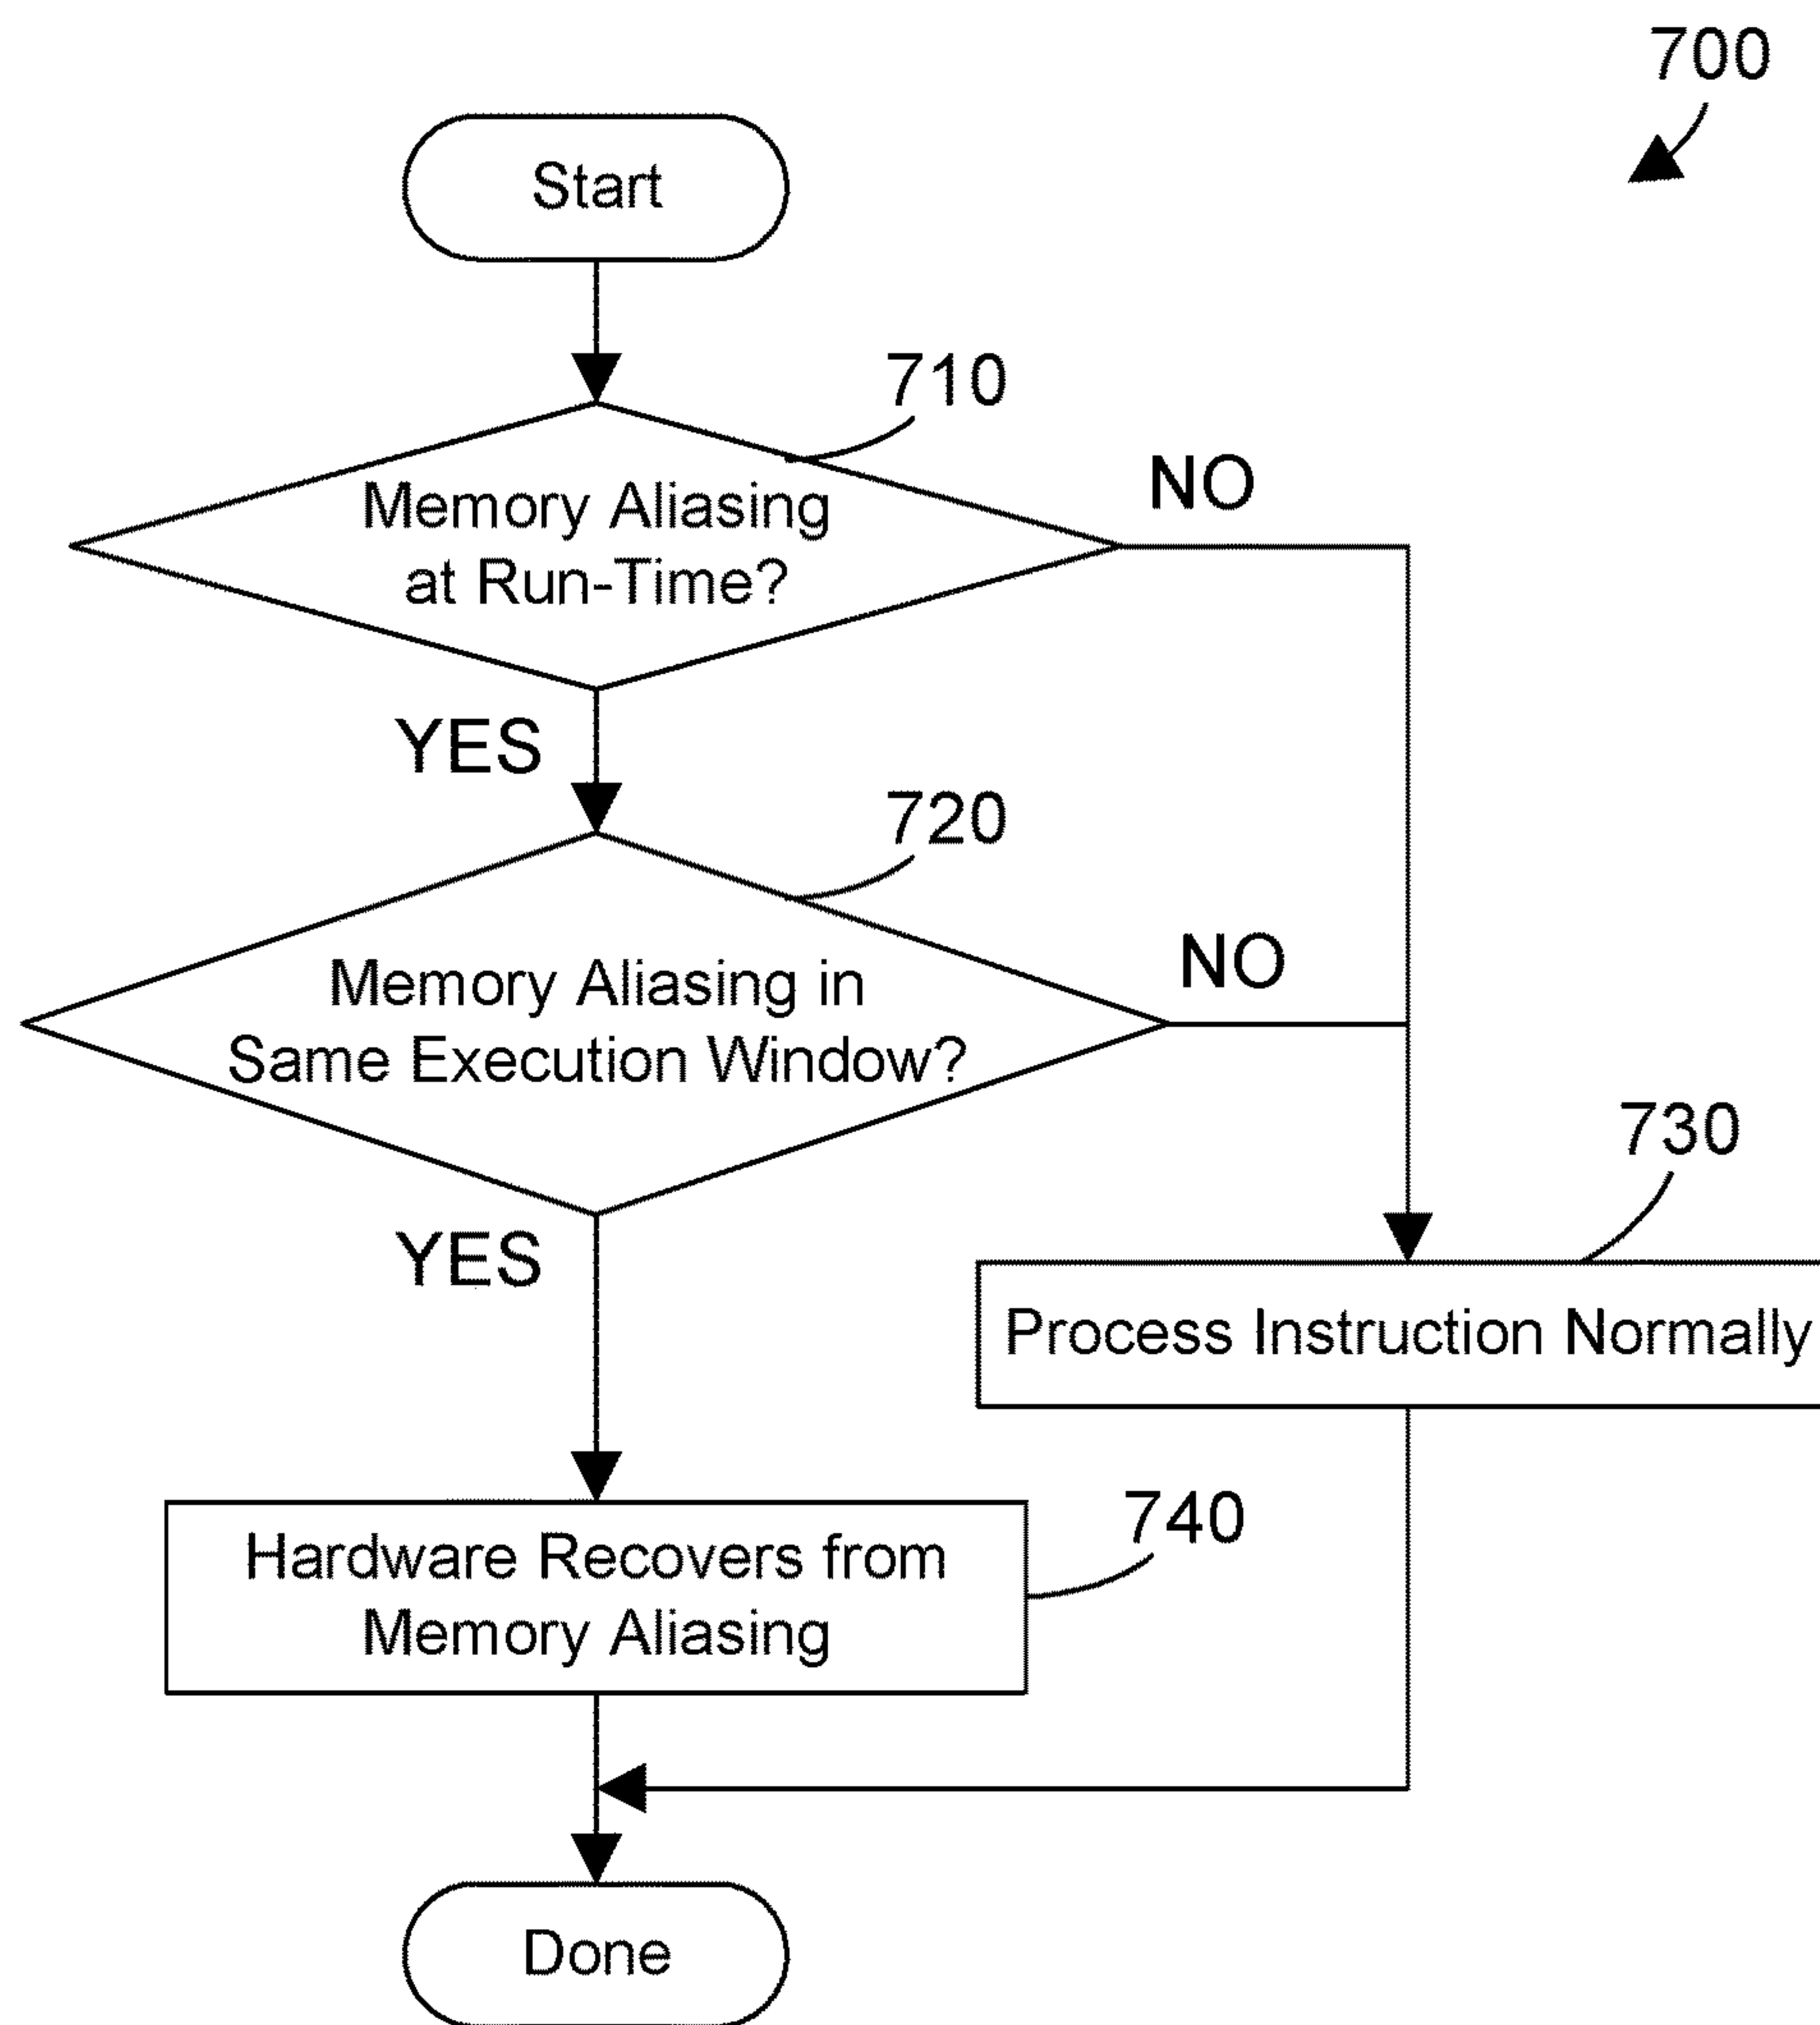 700
Start
710
Memory Aliasing
at Run-Time?
NO
YES
720
Memory Aliasing in
Same Execution Window?
NO
YES
730
Process Instruction Normally
740
Hardware Recovers from
Memory Aliasing
Done